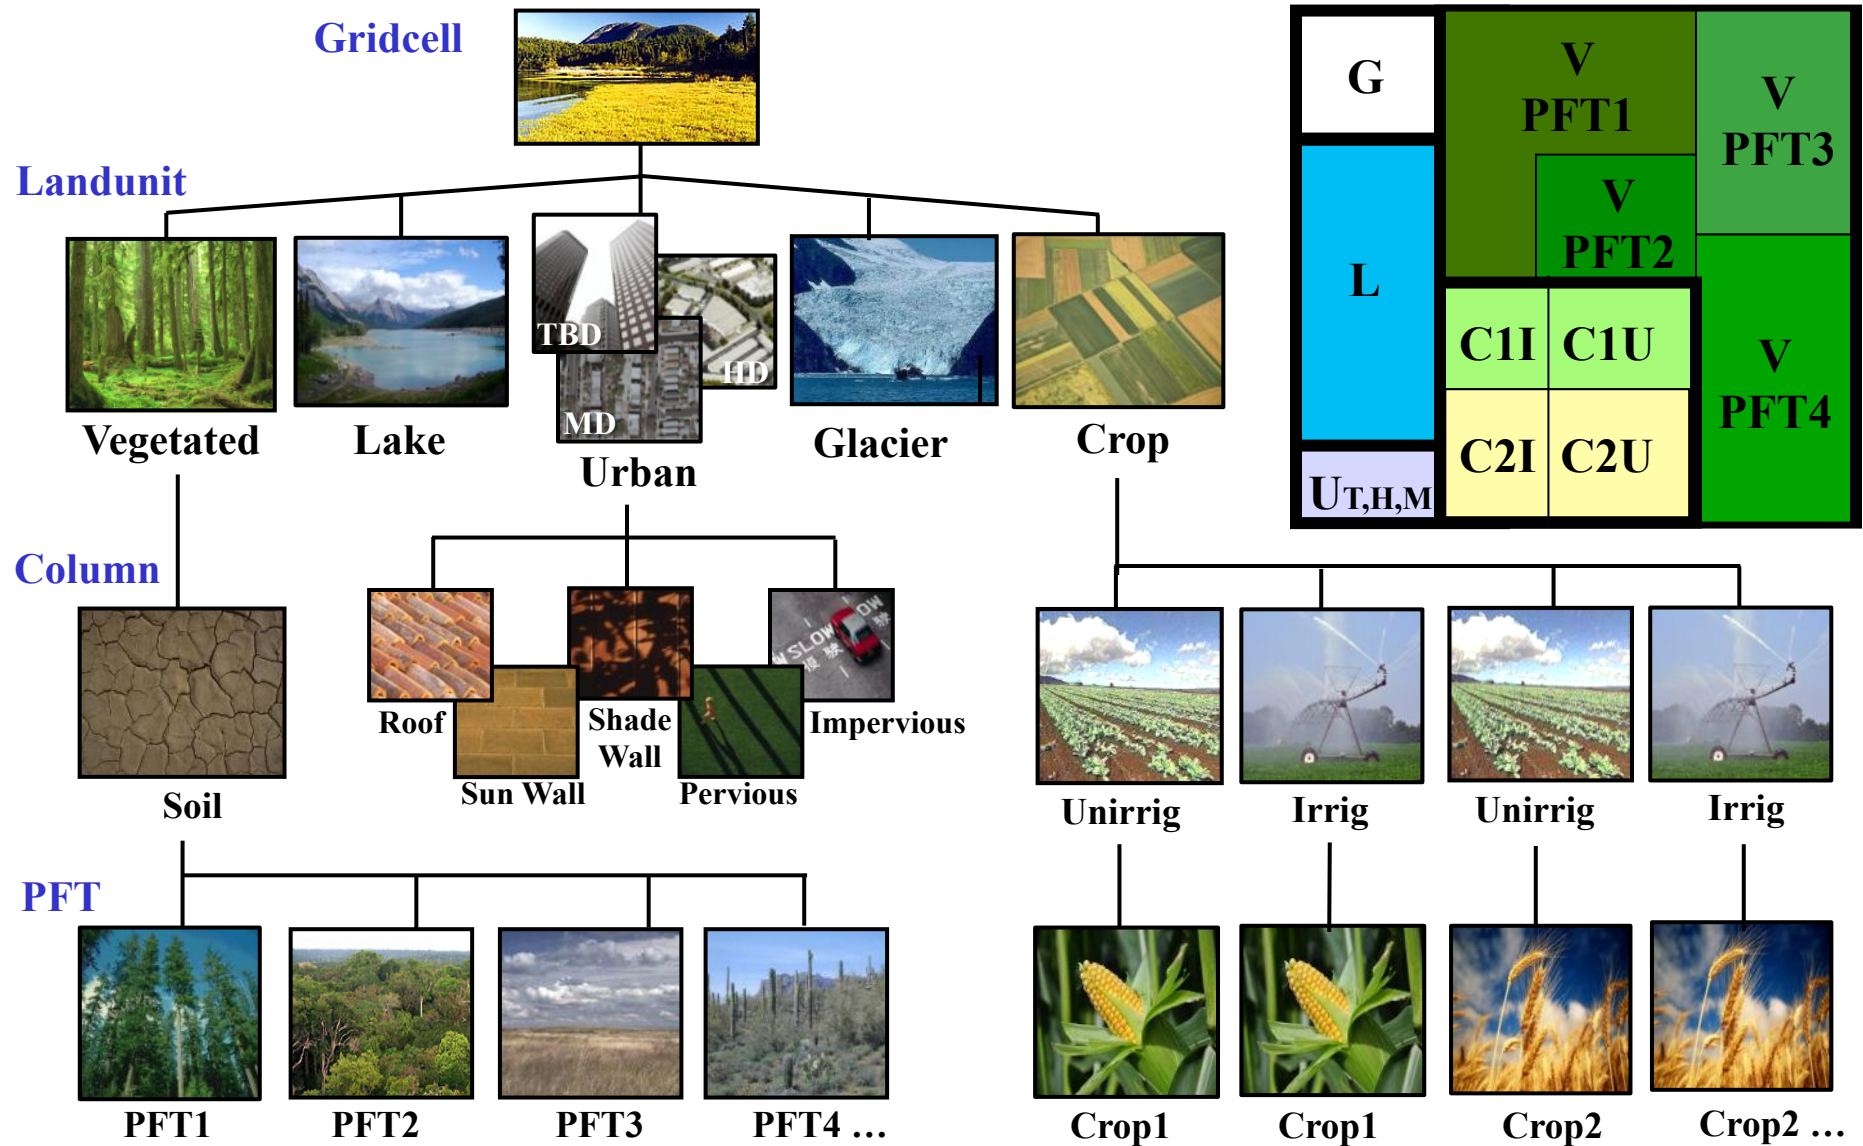 Gridcell
Landunit
TBD
HD
MD
Vegetated
Lake
Urban
Glacier
Crop
G
L
UT,H,M
V
PFT1
V
PFT2
V
PFT3
V
PFT4
C1I
C1U
C2I
C2U
Column
SLOW
SLOW
Soil
Roof
Sun Wall
Shade
Wall
Pervious
Impervious
Unirrig
Irrig
Unirrig
Irrig
PFT
PFT1
PFT2
PFT3
PFT4 ...
Crop1
Crop1
Crop2
Crop2 ...